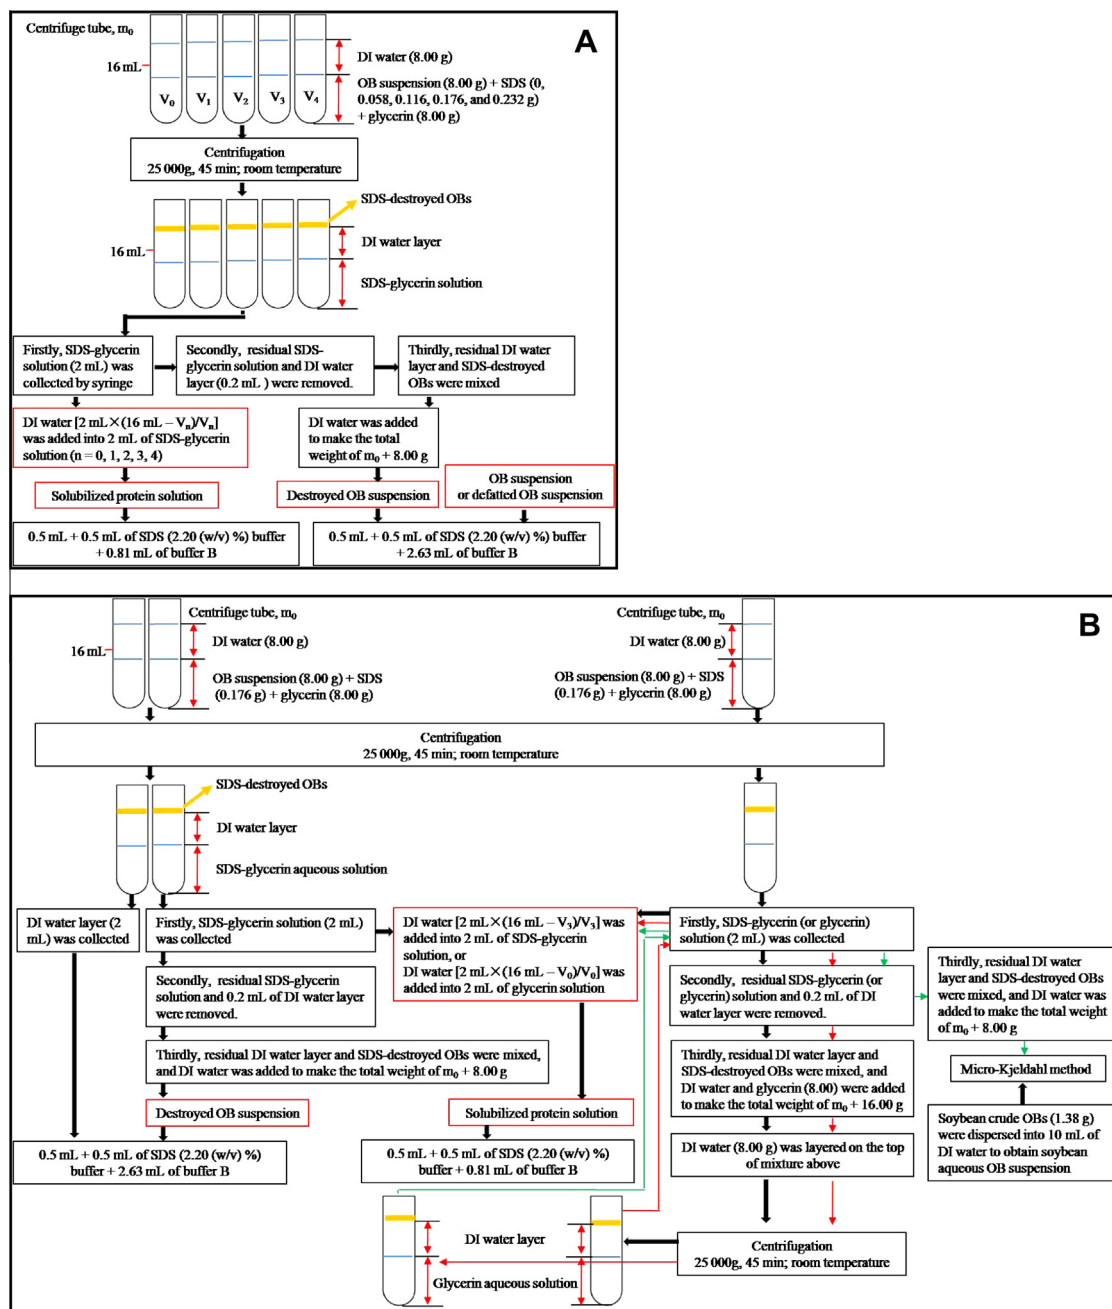 A
Centrifuge tube, m₀
16 mL
V₀ V₁ V₂ V₃ V₄
DI water (8.00 g)
OB suspension (8.00 g) + SDS (0,
0.058, 0.116, 0.176, and 0.232 g)
+ glycerin (8.00 g)
Centrifugation
25 000g, 45 min; room temperature
SDS-destroyed OBs
16 mL
DI water layer
SDS-glycerin solution
Firstly, SDS-glycerin
solution (2 mL) was
collected by syringe
Secondly, residual SDS-
glycerin solution and DI water
layer (0.2 mL ) were removed.
Thirdly, residual DI water
layer and SDS-destroyed
OBs were mixed
DI water [2 mL×(16 mL – Vₙ)/Vₙ]
was added into 2 mL of SDS-glycerin
solution (n = 0, 1, 2, 3, 4)
DI water was added
to make the total
weight of m₀ + 8.00 g
Solubilized protein solution
Destroyed OB suspension
OB suspension
or defatted OB suspension
0.5 mL + 0.5 mL of SDS (2.20 (w/v) %) buffer
+ 0.81 mL of buffer B
0.5 mL + 0.5 mL of SDS (2.20 (w/v) %) buffer
+ 2.63 mL of buffer B
B
Centrifuge tube, m₀
16 mL
DI water (8.00 g)
OB suspension (8.00 g) + SDS
(0.176 g) + glycerin (8.00 g)
Centrifuge tube, m₀
DI water (8.00 g)
OB suspension (8.00 g) + SDS
(0.176 g) + glycerin (8.00 g)
Centrifugation
25 000g, 45 min; room temperature
SDS-destroyed OBs
DI water layer
SDS-glycerin aqueous solution
DI water layer (2
mL) was collected
Firstly, SDS-glycerin solution (2 mL)
was collected
DI water [2 mL×(16 mL – V₃)/V₃] was
added into 2 mL of SDS-glycerin
solution, or
DI water [2 mL×(16 mL – V₀)/V₀] was
added into 2 mL of glycerin solution
Firstly, SDS-glycerin (or glycerin)
solution (2 mL) was collected
Secondly, residual SDS-glycerin
solution and 0.2 mL of DI water layer
were removed.
Secondly, residual SDS-glycerin (or
glycerin) solution and 0.2 mL of DI
water layer were removed.
Thirdly, residual DI water
layer and SDS-destroyed OBs
were mixed, and DI water was
added to make the total weight
of m₀ + 8.00 g
Thirdly, residual DI water layer and SDS-destroyed OBs were mixed,
and DI water was added to make the total weight of m₀ + 8.00 g
Thirdly, residual DI water layer and
SDS-destroyed OBs were mixed, and
DI water and glycerin (8.00) were added
to make the total weight of m₀ + 16.00 g
Micro-Kjeldahl method
Destroyed OB suspension
Solubilized protein solution
Soybean crude OBs (1.38 g)
were dispersed into 10 mL of
DI water to obtain soybean
aqueous OB suspension
0.5 mL + 0.5 mL of SDS (2.20 (w/v) %)
buffer + 2.63 mL of buffer B
0.5 mL + 0.5 mL of SDS (2.20 (w/v) %)
buffer + 0.81 mL of buffer B
DI water (8.00 g) was layered on the top
of mixture above
DI water layer
Glycerin aqueous solution
Centrifugation
25 000g, 45 min; room temperature